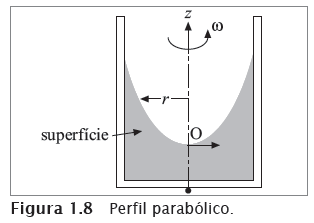 z
ω
r
superfície
O
Figura 1.8 Perfil parabólico.